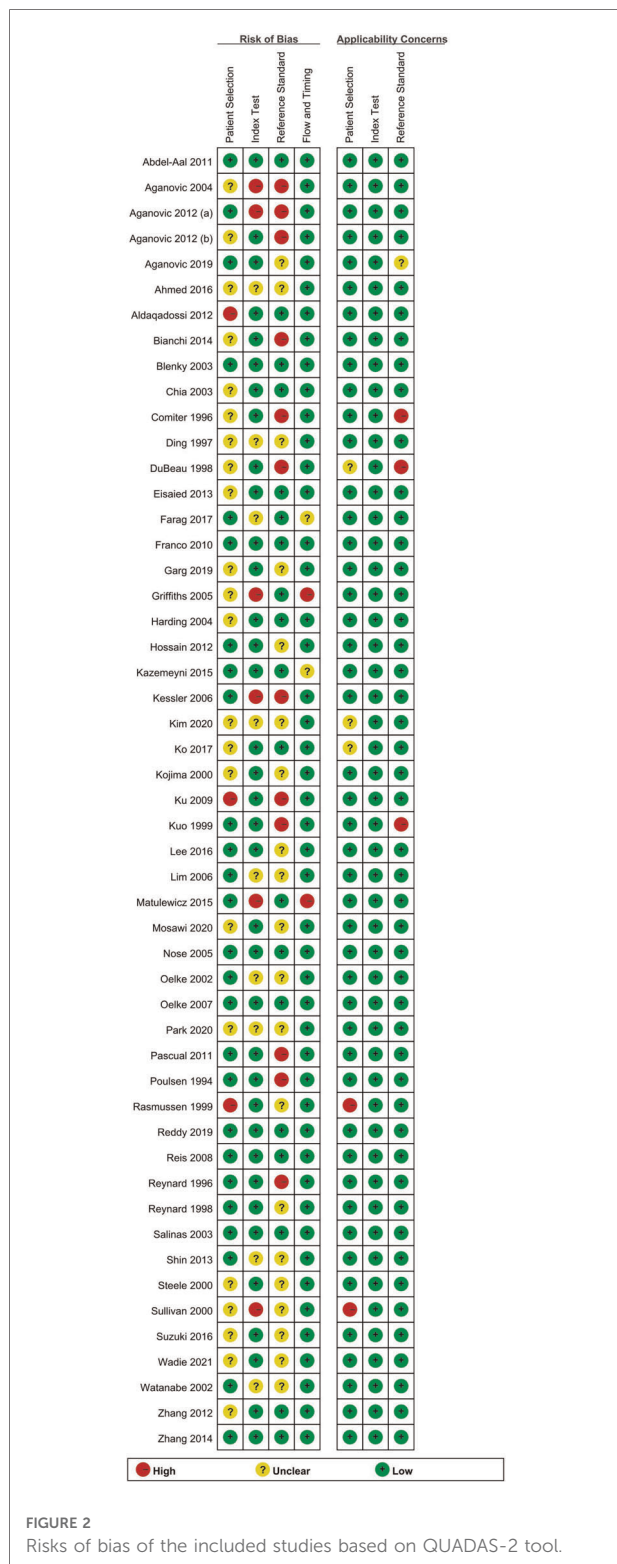 Risk of Bias
Applicability Concerns
Patient Selection
Index Test
Reference Standard
Flow and Timing
Patient Selection
Index Test
Reference Standard
Abdel-Aal 2011 + + + + + + +
Aganovic 2004 ? - - + + + +
Aganovic 2012 (a) + - - + + + +
Aganovic 2012 (b) ? + - + + + +
Aganovic 2019 + + ? + + + ?
Ahmed 2016 ? ? ? + + + +
Aldaqadossi 2012 - + + + + + +
Bianchi 2014 ? + - + + + +
Blenky 2003 + + + + + + +
Chia 2003 ? + + + + + +
Comiter 1996 ? + - + + + -
Ding 1997 ? ? ? + + + +
DuBeau 1998 ? + - + ? + -
Eisaied 2013 ? + + + + + +
Farag 2017 + ? + ? + + +
Franco 2010 + + + + + + +
Garg 2019 ? + ? + + + +
Griffiths 2005 ? - + - + + +
Harding 2004 ? + + + + + +
Hossain 2012 + + ? + + + +
Kazemeyni 2015 + + + ? + + +
Kessler 2006 + - - + + + +
Kim 2020 ? ? ? + ? + +
Ko 2017 ? + + + ? + +
Kojima 2000 ? + ? + + + +
Ku 2009 - + - + + + +
Kuo 1999 + + - + + + -
Lee 2016 + + ? + + + +
Lim 2006 + ? ? + + + +
Matulewicz 2015 + - + - + + +
Mosawi 2020 ? + ? + + + +
Nose 2005 + + + + + + +
Oelke 2002 + ? ? + + + +
Oelke 2007 + + + + + + +
Park 2020 ? ? ? + + + +
Pascual 2011 + + - + + + +
Poulsen 1994 + + - + + + +
Rasmussen 1999 - + ? + - + +
Reddy 2019 + + + + + + +
Reis 2008 + + + + + + +
Reynard 1996 + + - + + + +
Reynard 1998 + + ? + + + +
Salinas 2003 + + + + + + +
Shin 2013 + ? ? + + + +
Steele 2000 ? + ? + + + +
Sullivan 2000 ? - ? + - + +
Suzuki 2016 ? + ? + + + +
Wadie 2021 ? + ? + + + +
Watanabe 2002 + ? ? + + + +
Zhang 2012 ? + + + + + +
Zhang 2014 + + + + + + +
- High ? Unclear + Low
FIGURE 2
Risks of bias of the included studies based on QUADAS-2 tool.